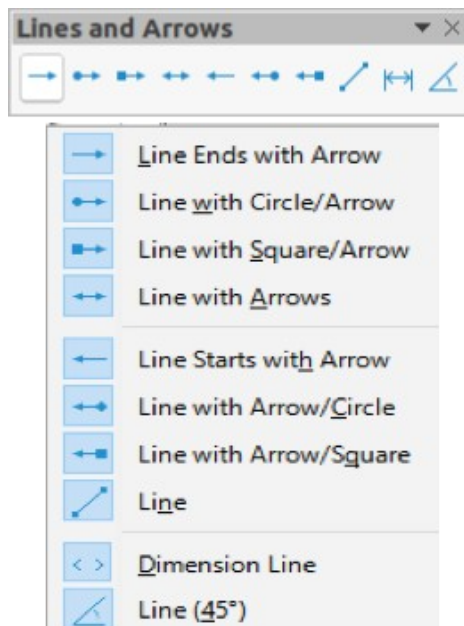 Lines and Arrows
Line Ends with Arrow
Line with Circle/Arrow
Line with Square/Arrow
Line with Arrows
Line Starts with Arrow
Line with Arrow/Circle
Line with Arrow/Square
Line
Dimension Line
Line (45°)